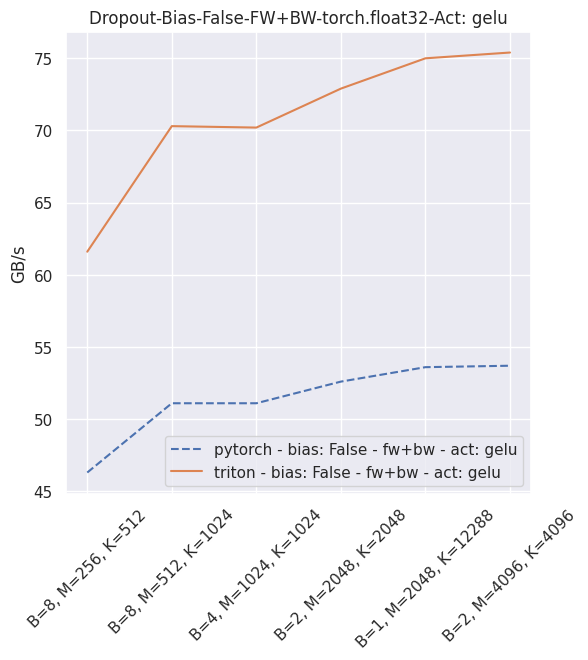 Dropout-Bias-False-FW+BW-torch.float32-Act: gelu
GB/s
75
70
65
60
55
50
45
pytorch - bias: False - fw+bw - act: gelu
triton - bias: False - fw+bw - act: gelu
B=8, M=256, K=512
B=8, M=512, K=1024
B=4, M=1024, K=1024
B=2, M=2048, K=2048
B=1, M=2048, K=12288
B=2, M=4096, K=4096